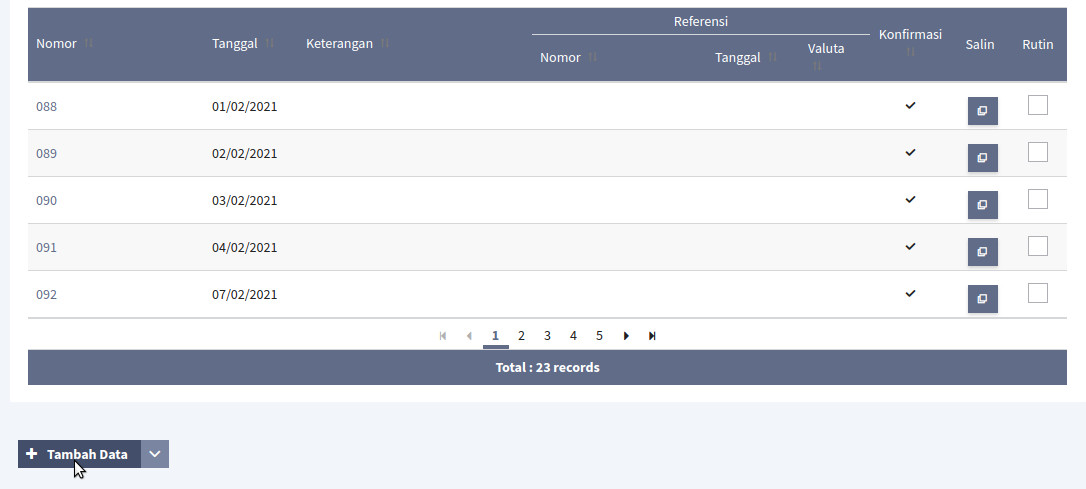 Referensi
Nomor Tanggal Keterangan Nomor Tanggal Valuta Konfirmasi Salin Rutin
088 01/02/2021
089 02/02/2021
090 03/02/2021
091 04/02/2021
092 07/02/2021
1 2 3 4 5
Total : 23 records
Tambah Data